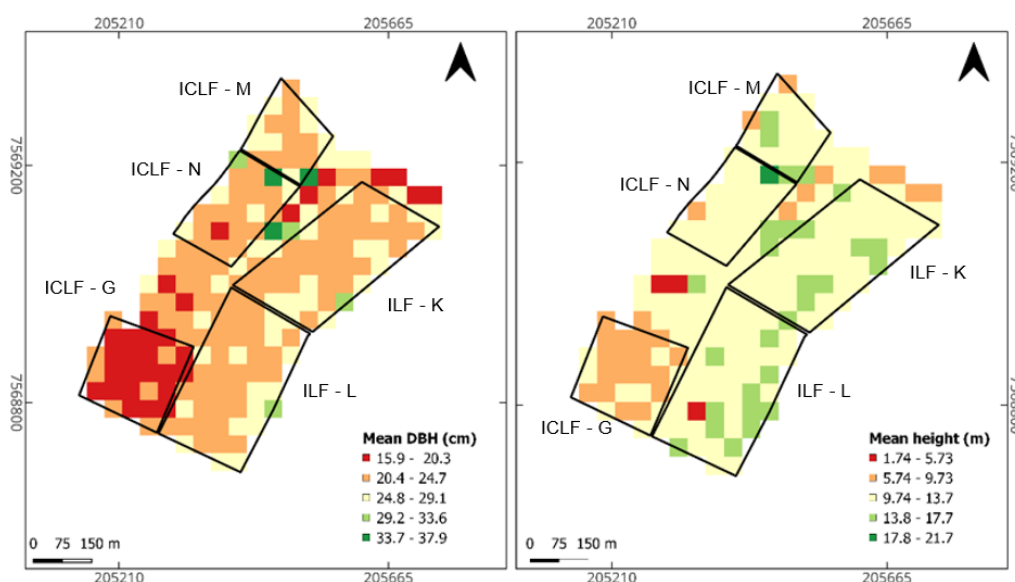 205210
205665
205210
205665
ICLF - M
ICLF - N
ICLF - G
ILF - K
ILF - L
7569200
7568800
Mean DBH (cm)
15.9 - 20.3
20.4 - 24.7
24.8 - 29.1
29.2 - 33.6
33.7 - 37.9
0 75 150 m
205210
205665
ICLF - M
ICLF - N
ILF - K
ILF - L
ICLF - G
Mean height (m)
1.74 - 5.73
5.74 - 9.73
9.74 - 13.7
13.8 - 17.7
17.8 - 21.7
0 75 150 m
205210
205665